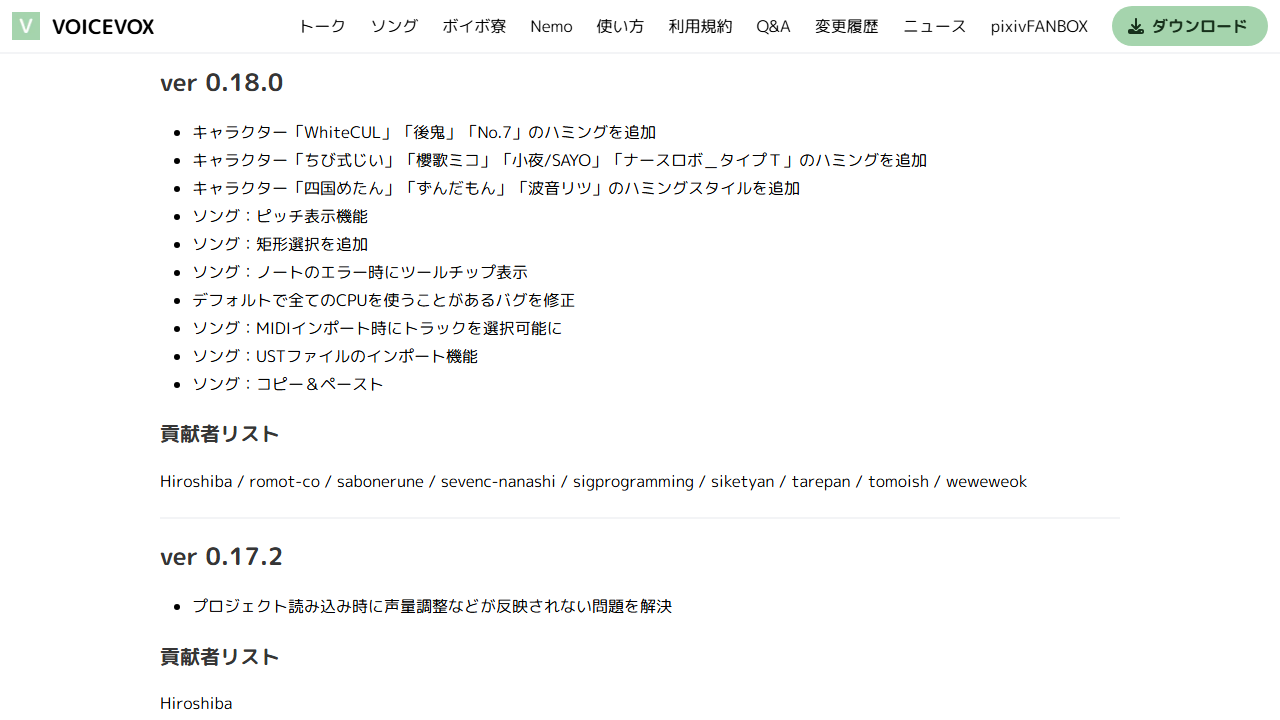 V VOICEVOX トーク ソング ボイボ寮 Nemo 使い方 利用規約 Q&A 変更履歴 ニュース pixivFANBOX ダウンロード
ver 0.18.0
キャラクター「WhiteCUL」「後鬼」「No.7」のハミングを追加
キャラクター「ちび式じい」「櫻歌ミコ」「小夜/SAYO」「ナースロボ＿タイプＴ」のハミングを追加
キャラクター「四国めたん」「ずんだもん」「波音リツ」のハミングスタイルを追加
ソング：ピッチ表示機能
ソング：矩形選択を追加
ソング：ノートのエラー時にツールチップ表示
デフォルトで全てのCPUを使うことがあるバグを修正
ソング：MIDIインポート時にトラックを選択可能に
ソング：USTファイルのインポート機能
ソング：コピー＆ペースト
貢献者リスト
Hiroshiba / romot-co / sabonerune / sevenc-nanashi / sigprogramming / siketyan / tarepan / tomoish / weweweok
ver 0.17.2
プロジェクト読み込み時に声量調整などが反映されない問題を解決
貢献者リスト
Hiroshiba